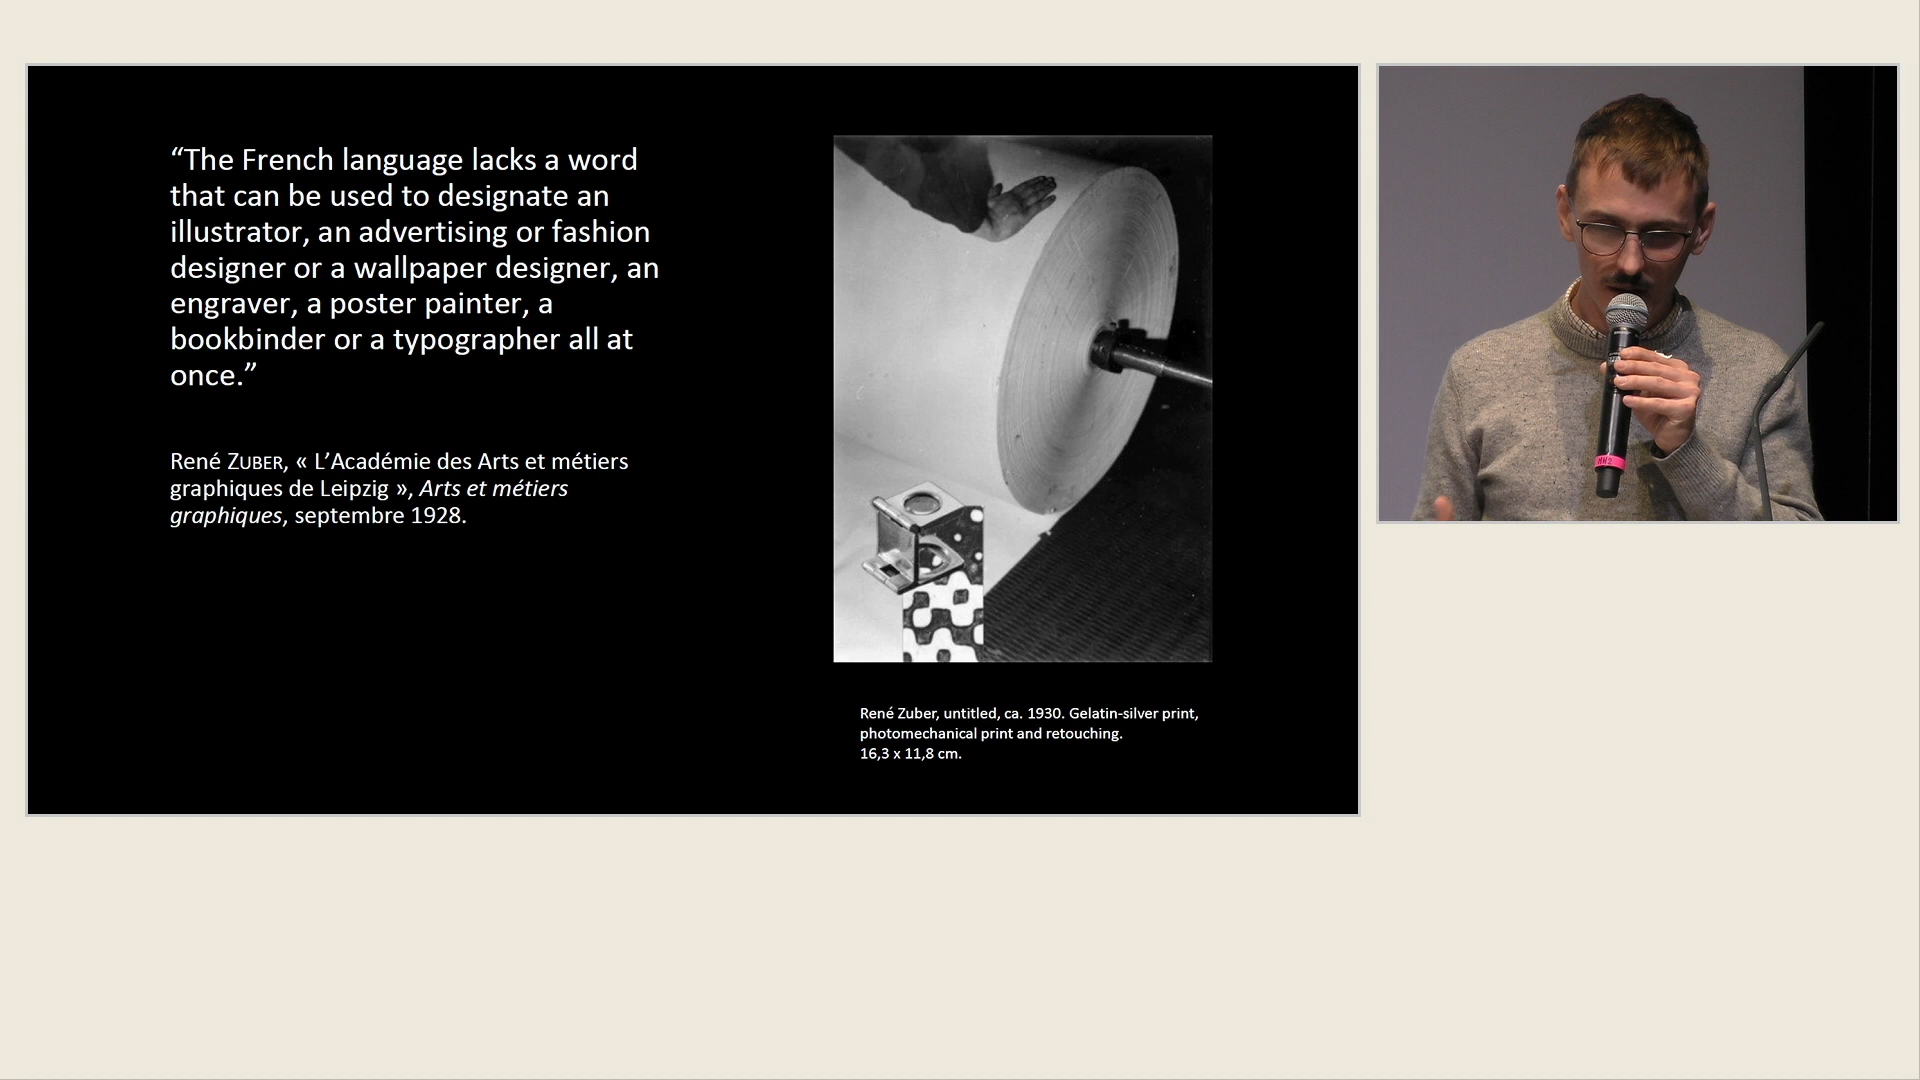 “The French language lacks a word
that can be used to designate an
illustrator, an advertising or fashion
designer or a wallpaper designer, an
engraver, a poster painter, a
bookbinder or a typographer all at
once.”
René ZUBER, « L’Académie des Arts et métiers
graphiques de Leipzig », Arts et métiers
graphiques, septembre 1928.
René Zuber, untitled, ca. 1930. Gelatin-silver print,
photomechanical print and retouching.
16,3 x 11,8 cm.